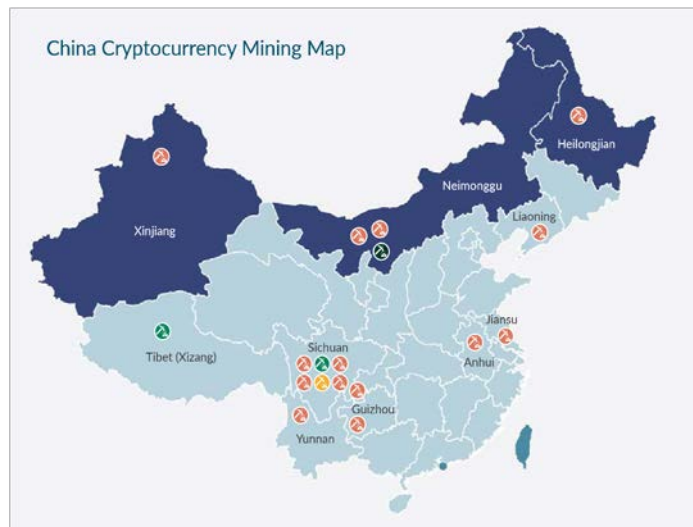 China Cryptocurrency Mining Map
Heilongjian
Neimonggu
Xinjiang
Liaoning
Jiansu
Tibet (Xizang)
Sichuan
Anhui
Guizhou
Yunnan